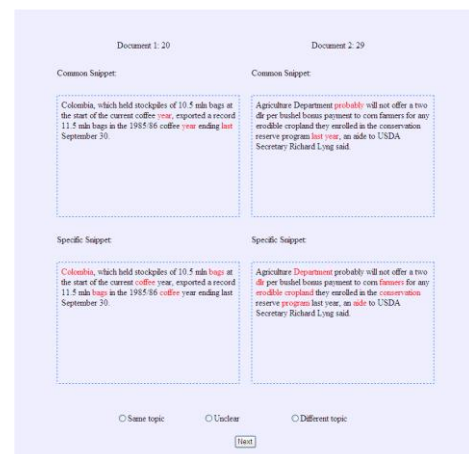 Document 1: 20
Document 2: 29
Common Snippet:
Common Snippet:
Colombia, which held stockpiles of 10.5 mln bags at
the start of the current coffee year, exported a record
11.5 mln bags in the 1985/86 coffee year ending last
September 30.
Agriculture Department probably will not offer a two
dlr per bushel bonus payment to corn farmers for any
erodible cropland they enrolled in the conservation
reserve program last year, an aide to USDA
Secretary Richard Lyng said.
Specific Snippet:
Specific Snippet:
Colombia, which held stockpiles of 10.5 mln bags at
the start of the current coffee year, exported a record
11.5 mln bags in the 1985/86 coffee year ending last
September 30.
Agriculture Department probably will not offer a two
dlr per bushel bonus payment to corn farmers for any
erodible cropland they enrolled in the conservation
reserve program last year, an aide to USDA
Secretary Richard Lyng said.
Same topic
Unclear
Different topic
Next